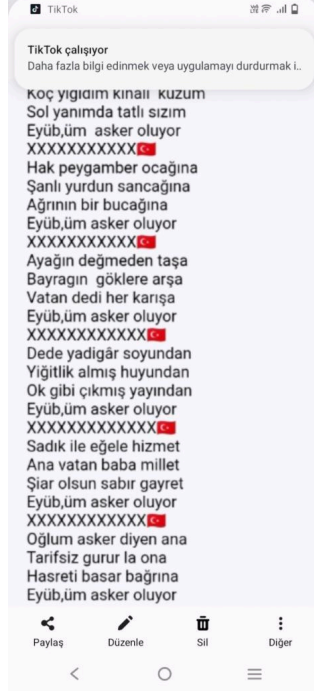 TikTok
TikTok çalışıyor
Daha fazla bilgi edinmek veya uygulamayı durdurmak i..
Koç yiğidim kınalı kuzum
Sol yanımda tatlı sızım
Eyüb,üm asker oluyor
XXXXXXXXXXX🇹🇷
Hak peygamber ocağına
Şanlı yurdun sancağına
Ağrının bir bucağına
Eyüb,üm asker oluyor
XXXXXXXXXXX🇹🇷
Ayağın değmeden taşa
Bayragın göklere arşa
Vatan dedi her karışa
Eyüb,üm asker oluyor
XXXXXXXXXXXX🇹🇷
Dede yadigâr soyundan
Yiğitlik almış huyundan
Ok gibi çıkmış yayından
Eyüb,üm asker oluyor
XXXXXXXXXXXXX🇹🇷
Sadık ile eğele hizmet
Ana vatan baba millet
Şiar olsun sabır gayret
Eyüb,üm asker oluyor
XXXXXXXXXXXX🇹🇷
Oğlum asker diyen ana
Tarifsiz gurur la ona
Hasreti basar bağrına
Eyüb,üm asker oluyor
Paylaş
Düzenle
Sil
Diğer